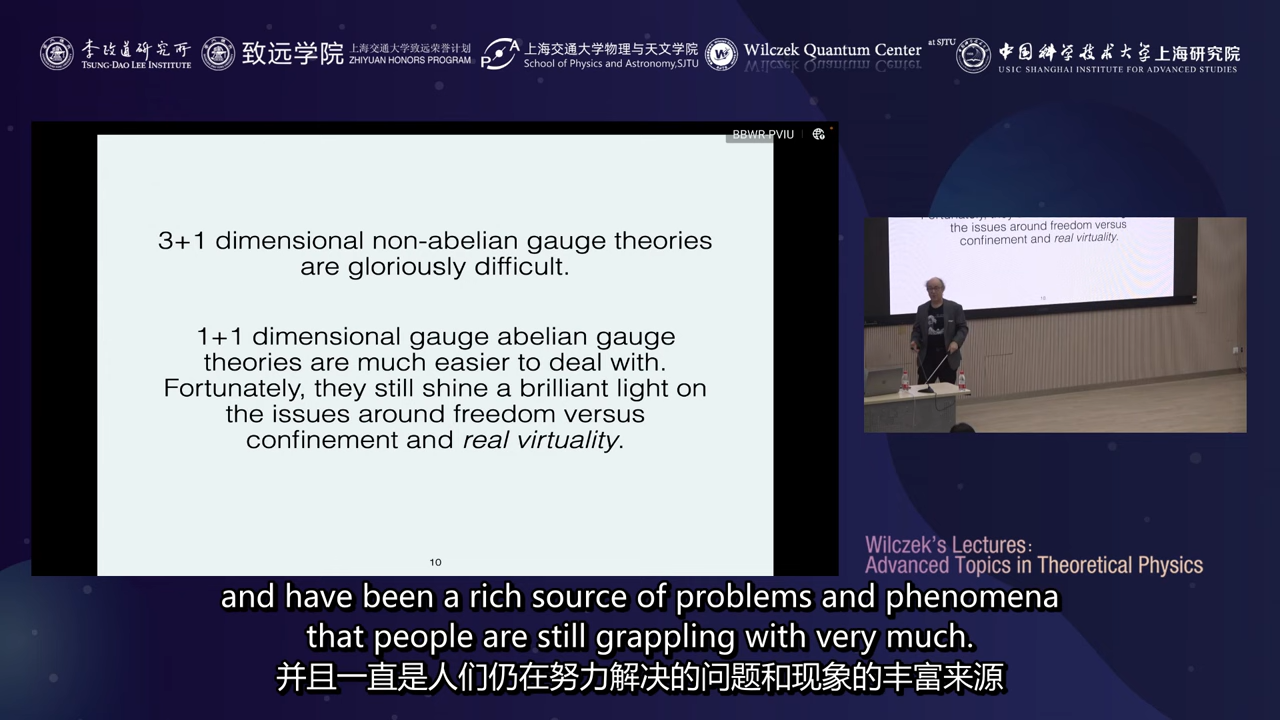 李政道研究所
TSUNG-DAO LEE INSTITUTE
致远学院
上海交通大学致远荣誉计划
ZHIYUAN HONORS PROGRAM
上海交通大学物理与天文学院
School of Physics and Astronomy,SJTU
Wilczek Quantum Center
at SJTU
中国科学技术大学上海研究院
USTC SHANGHAI INSTITUTE FOR ADVANCED STUDIES
BBWR PVIU
3+1 dimensional non-abelian gauge theories
are gloriously difficult.
1+1 dimensional gauge abelian gauge
theories are much easier to deal with.
Fortunately, they still shine a brilliant light on
the issues around freedom versus
confinement and real virtuality.
10
the issues around freedom versus
confinement and real virtuality.
Wilczek's Lectures:
Advanced Topics in Theoretical Physics
and have been a rich source of problems and phenomena
that people are still grappling with very much.
并且一直是人们仍在努力解决的问题和现象的丰富来源